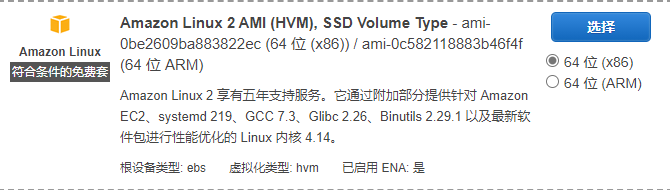 Amazon Linux 2 AMI (HVM), SSD Volume Type - ami-
0be2609ba883822ec (64 位 (x86)) / ami-0c582118883b46f4f
(64 位 ARM)
Amazon Linux
符合条件的免费套
Amazon Linux 2 享有五年支持服务。它通过附加部分提供针对 Amazon
EC2、systemd 219、GCC 7.3、Glibc 2.26、Binutils 2.29.1 以及最新软
件包进行性能优化的 Linux 内核 4.14。
根设备类型: ebs 虚拟化类型: hvm 已启用 ENA: 是
选择
64 位 (x86)
64 位 (ARM)